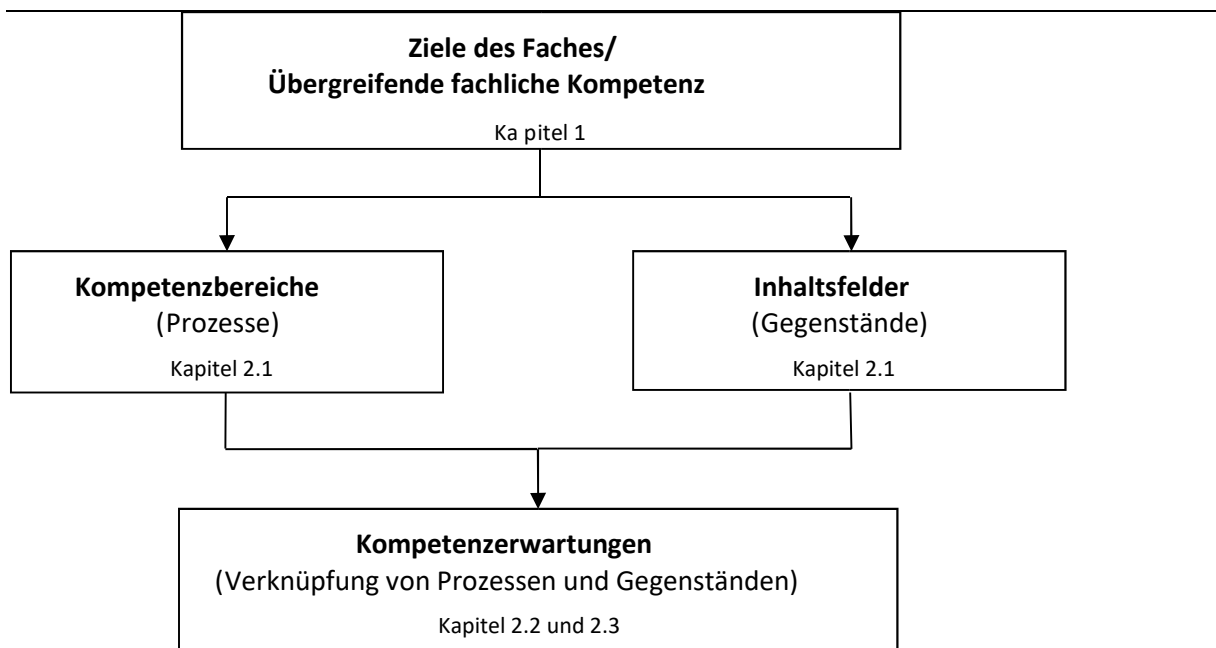 Ziele des Faches/
Übergreifende fachliche Kompetenz
Ka pitel 1
Kompetenzbereiche
(Prozesse)
Kapitel 2.1
Inhaltsfelder
(Gegenstände)
Kapitel 2.1
Kompetenzerwartungen
(Verknüpfung von Prozessen und Gegenständen)
Kapitel 2.2 und 2.3